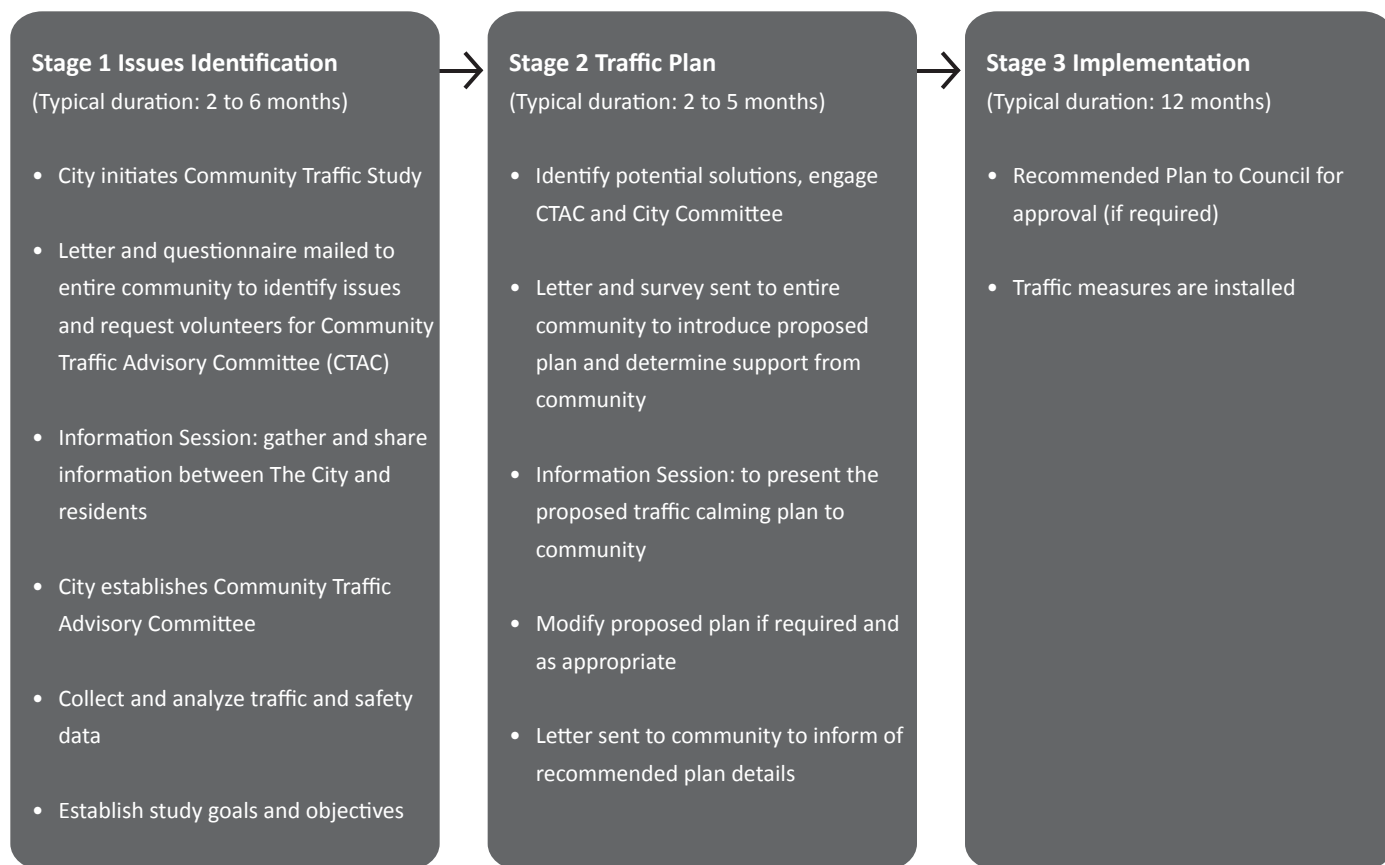 Stage 1 Issues Identification
(Typical duration: 2 to 6 months)
• City initiates Community Traffic Study
• Letter and questionnaire mailed to
entire community to identify issues
and request volunteers for Community
Traffic Advisory Committee (CTAC)
• Information Session: gather and share
information between The City and
residents
• City establishes Community Traffic
Advisory Committee
• Collect and analyze traffic and safety
data
• Establish study goals and objectives
Stage 2 Traffic Plan
(Typical duration: 2 to 5 months)
• Identify potential solutions, engage
CTAC and City Committee
• Letter and survey sent to entire
community to introduce proposed
plan and determine support from
community
• Information Session: to present the
proposed traffic calming plan to
community
• Modify proposed plan if required and
as appropriate
• Letter sent to community to inform of
recommended plan details
Stage 3 Implementation
(Typical duration: 12 months)
• Recommended Plan to Council for
approval (if required)
• Traffic measures are installed